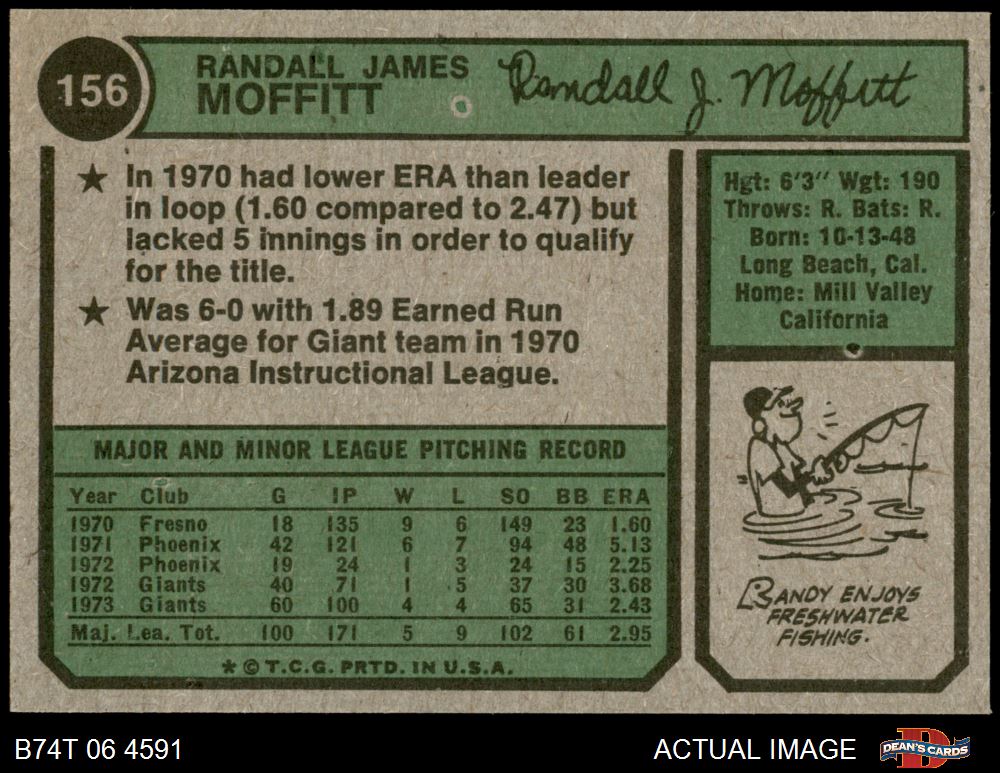 156
RANDALL JAMES
MOFFITT
Randall J. Moffitt
★ In 1970 had lower ERA than leader
in loop (1.60 compared to 2.47) but
lacked 5 innings in order to qualify
for the title.
★ Was 6-0 with 1.89 Earned Run
Average for Giant team in 1970
Arizona Instructional League.
Hgt: 6'3" Wgt: 190
Throws: R. Bats: R.
Born: 10-13-48
Long Beach, Cal.
Home: Mill Valley
California
MAJOR AND MINOR LEAGUE PITCHING RECORD
Year Club G IP W L SO BB ERA
1970 Fresno 18 135 9 6 149 23 1.60
1971 Phoenix 42 121 6 7 94 48 5.13
1972 Phoenix 19 24 1 3 24 15 2.25
1972 Giants 40 71 1 5 37 30 3.68
1973 Giants 60 100 4 4 65 31 2.43
Maj. Lea. Tot. 100 171 5 9 102 61 2.95
★ © T.C.G. PRTD. IN U.S.A.
RANDY ENJOYS
FRESHWATER
FISHING.
B74T 06 4591
ACTUAL IMAGE
D
DEAN'S CARDS